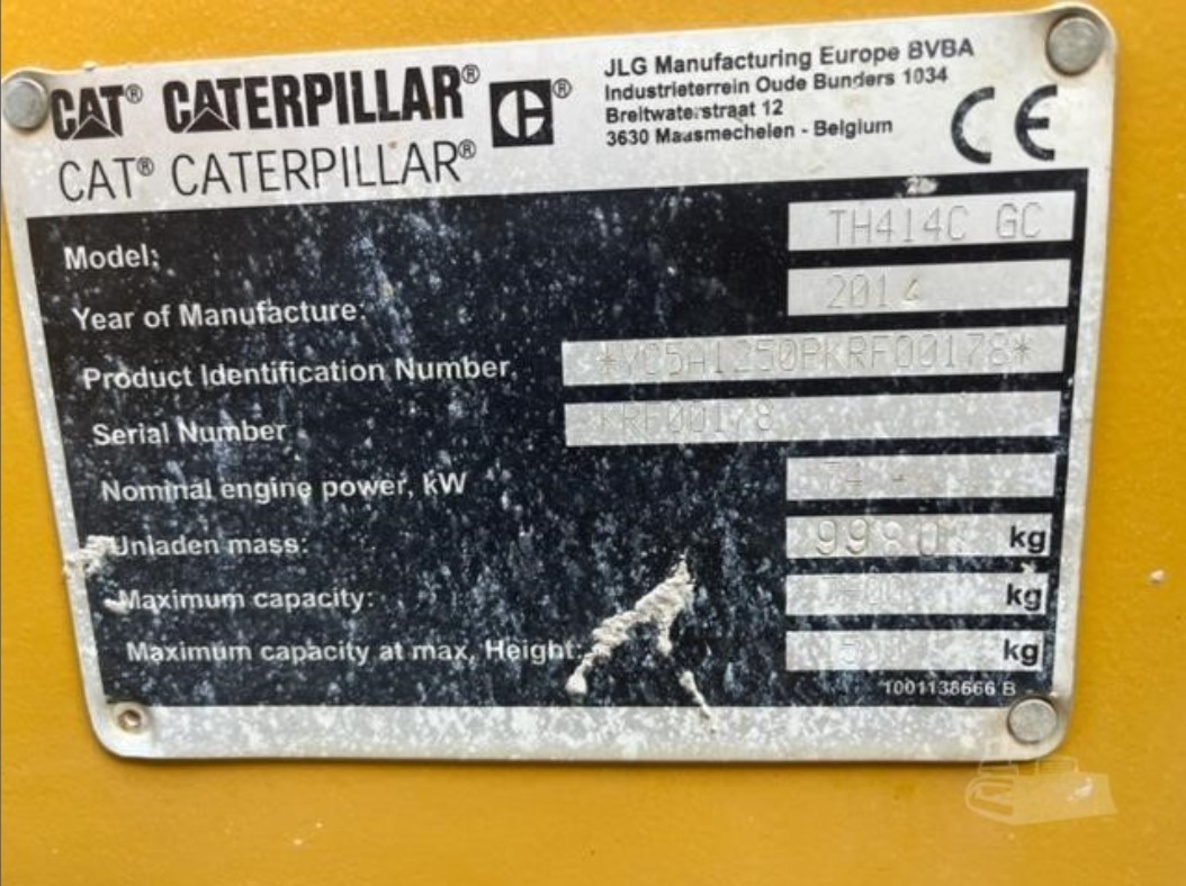 CAT® CATERPILLAR® ®
CAT® CATERPILLAR®
JLG Manufacturing Europe BVBA
Industrieterrein Oude Bunders 1034
Breitwaterstraat 12
3630 Maasmechelen - Belgium
CE
Model: TH414C GC
Year of Manufacture: 2014
Product Identification Number
Serial Number KRF00178
Nominal engine power, kW
Unladen mass: kg
Maximum capacity: kg
Maximum capacity at max, Height: kg
1001138666 B